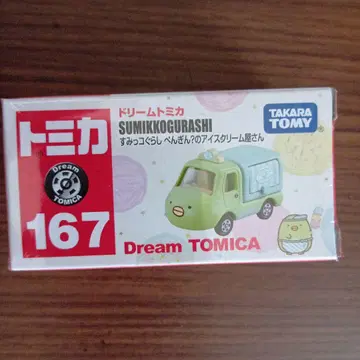 トミカ
Dream
TOMICA
167
ドリームトミカ
SUMIKKOGURASHI
すみっコぐらし ぺんぎん?のアイスクリーム屋さん
TAKARA
TOMY
Dream TOMICA